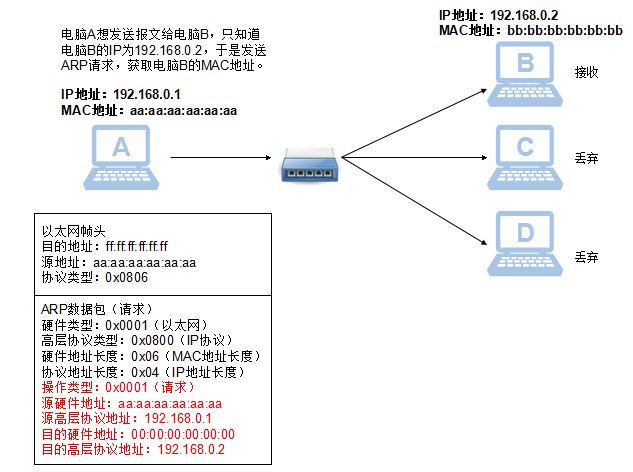 电脑A想发送报文给电脑B，只知道
电脑B的IP为192.168.0.2，于是发送
ARP请求，获取电脑B的MAC地址。
IP地址：192.168.0.1
MAC地址：aa:aa:aa:aa:aa:aa
A
IP地址：192.168.0.2
MAC地址：bb:bb:bb:bb:bb:bb
B
接收
C
丢弃
D
丢弃
以太网帧头
目的地址：ff:ff:ff:ff:ff:ff
源地址：aa:aa:aa:aa:aa:aa
协议类型：0x0806
ARP数据包（请求）
硬件类型：0x0001（以太网）
高层协议类型：0x0800（IP协议）
硬件地址长度：0x06（MAC地址长度）
协议地址长度：0x04（IP地址长度）
操作类型：0x0001（请求）
源硬件地址：aa:aa:aa:aa:aa:aa
源高层协议地址：192.168.0.1
目的硬件地址：00:00:00:00:00:00
目的高层协议地址：192.168.0.2